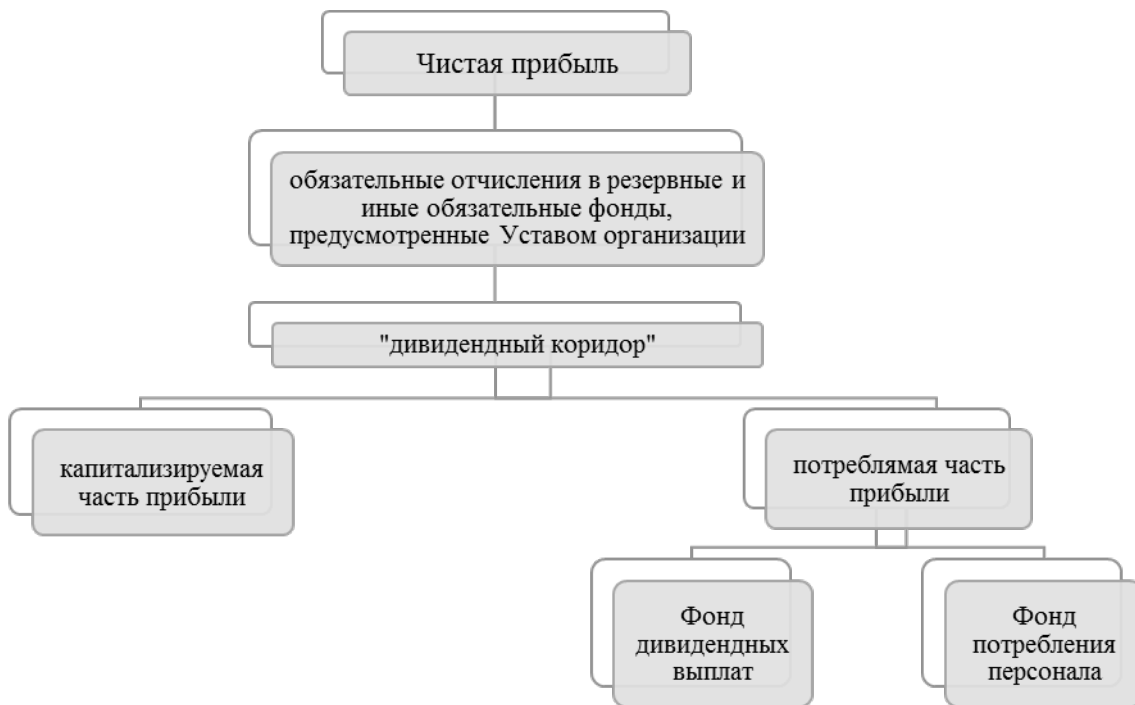 Чистая прибыль
обязательные отчисления в резервные и
иные обязательные фонды,
предусмотренные Уставом организации
"дивидендный коридор"
капитализируемая
часть прибыли
потреблямая часть
прибыли
Фонд
дивидендных
выплат
Фонд
потребления
персонала